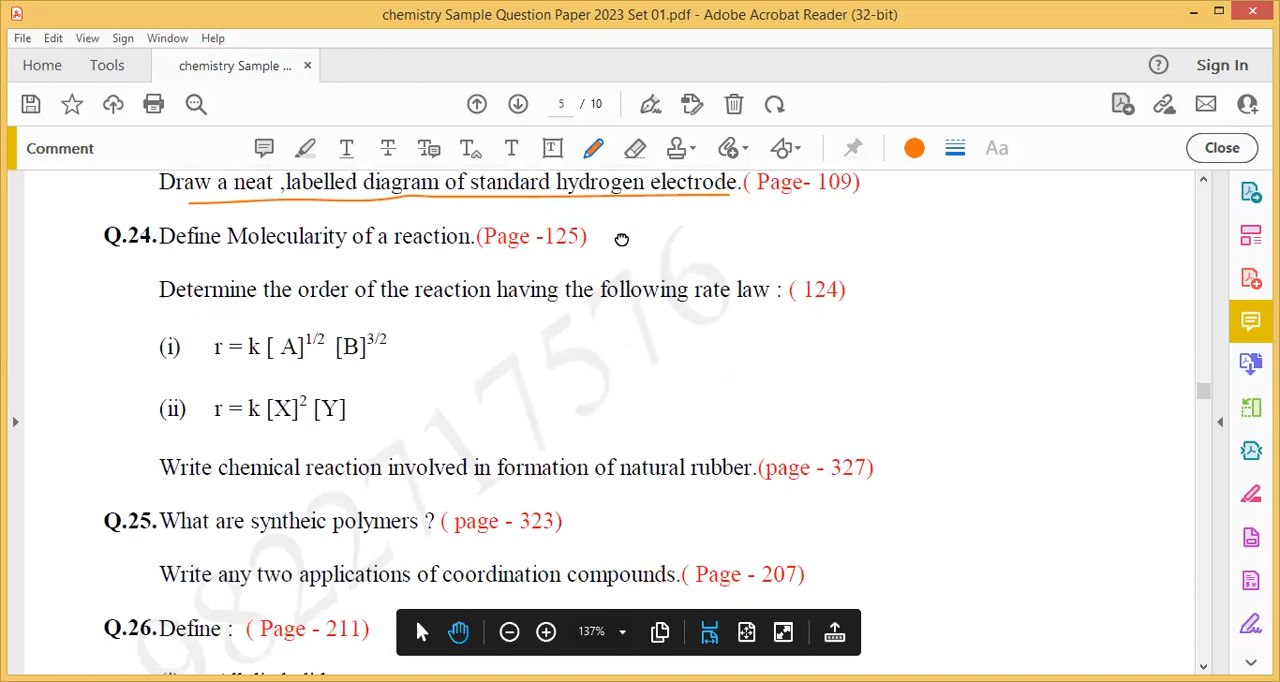 chemistry Sample Question Paper 2023 Set 01.pdf - Adobe Acrobat Reader (32-bit)
File Edit View Sign Window Help
Home Tools chemistry Sample ... × ? Sign In
5 / 10
Comment T T T T T T Aa Close
Draw a neat ,labelled diagram of standard hydrogen electrode.( Page- 109)
Q.24. Define Molecularity of a reaction.(Page -125)
Determine the order of the reaction having the following rate law : ( 124)
(i) r = k [ A]^1/2 [B]^3/2
(ii) r = k [X]^2 [Y]
Write chemical reaction involved in formation of natural rubber.(page - 327)
Q.25. What are syntheic polymers ? ( page - 323)
Write any two applications of coordination compounds.( Page - 207)
Q.26. Define : ( Page - 211)
137%
9822717576